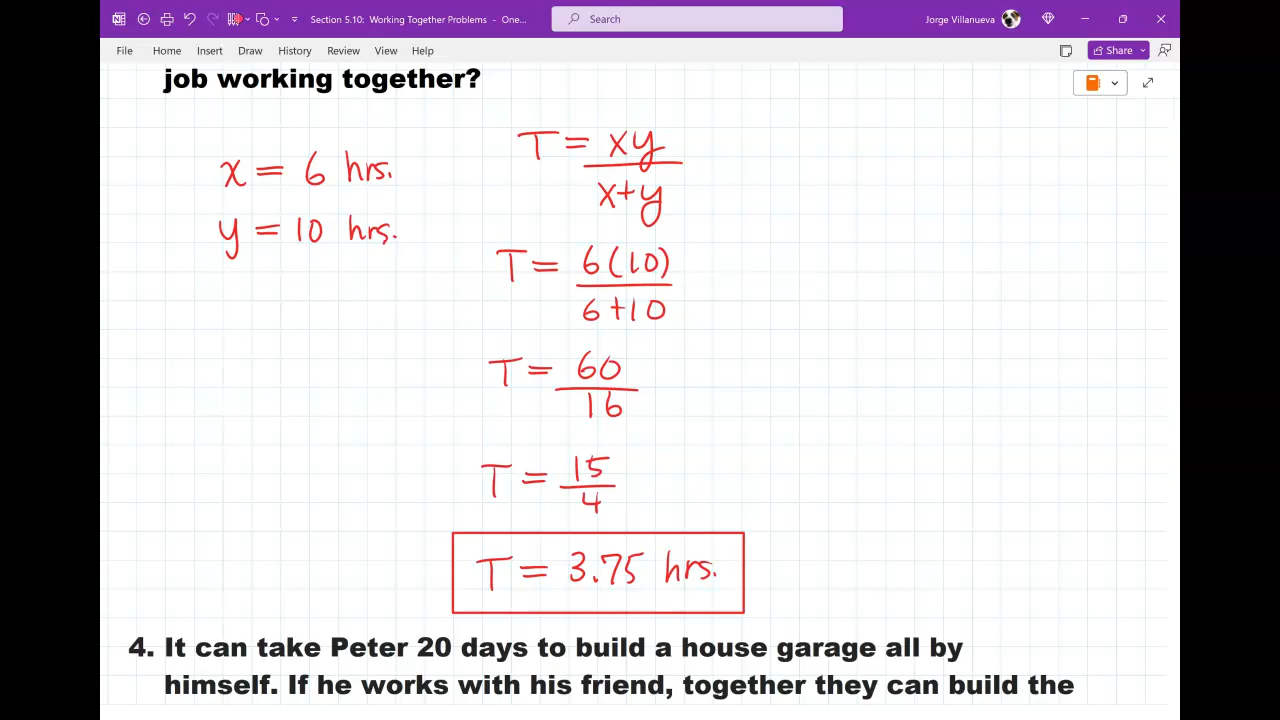 Section 5.10: Working Together Problems - One...
Search
Jorge Villanueva
File Home Insert Draw History Review View Help
Share
job working together?
x = 6 hrs.
y = 10 hrs.
T = xy
x+y
T = 6(10)
6+10
T = 60
16
T = 15
4
T = 3.75 hrs.
4. It can take Peter 20 days to build a house garage all by
himself. If he works with his friend, together they can build the